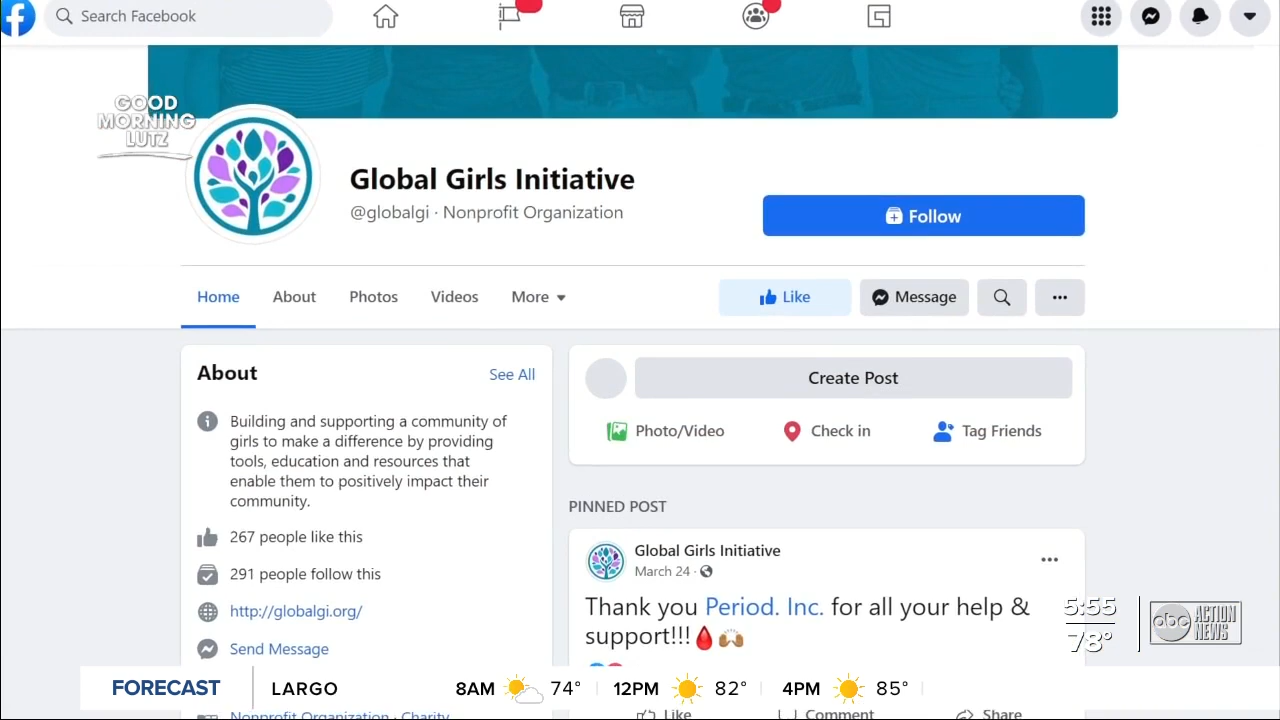 Search Facebook
GOOD
MORNING
LUTZ
Global Girls Initiative
@globalgi · Nonprofit Organization
Follow
Home
About
Photos
Videos
More
Like
Message
About
See All
Building and supporting a community of
girls to make a difference by providing
tools, education and resources that
enable them to positively impact their
community.
267 people like this
291 people follow this
http://globalgi.org/
Send Message
Nonprofit Organization · Charity
Create Post
Photo/Video
Check in
Tag Friends
PINNED POST
Global Girls Initiative
March 24
Thank you Period. Inc. for all your help &
support!!!
Like
Comment
Share
5:55
78°
abc ACTION
NEWS
FORECAST
LARGO
8AM 74°
12PM 82°
4PM 85°